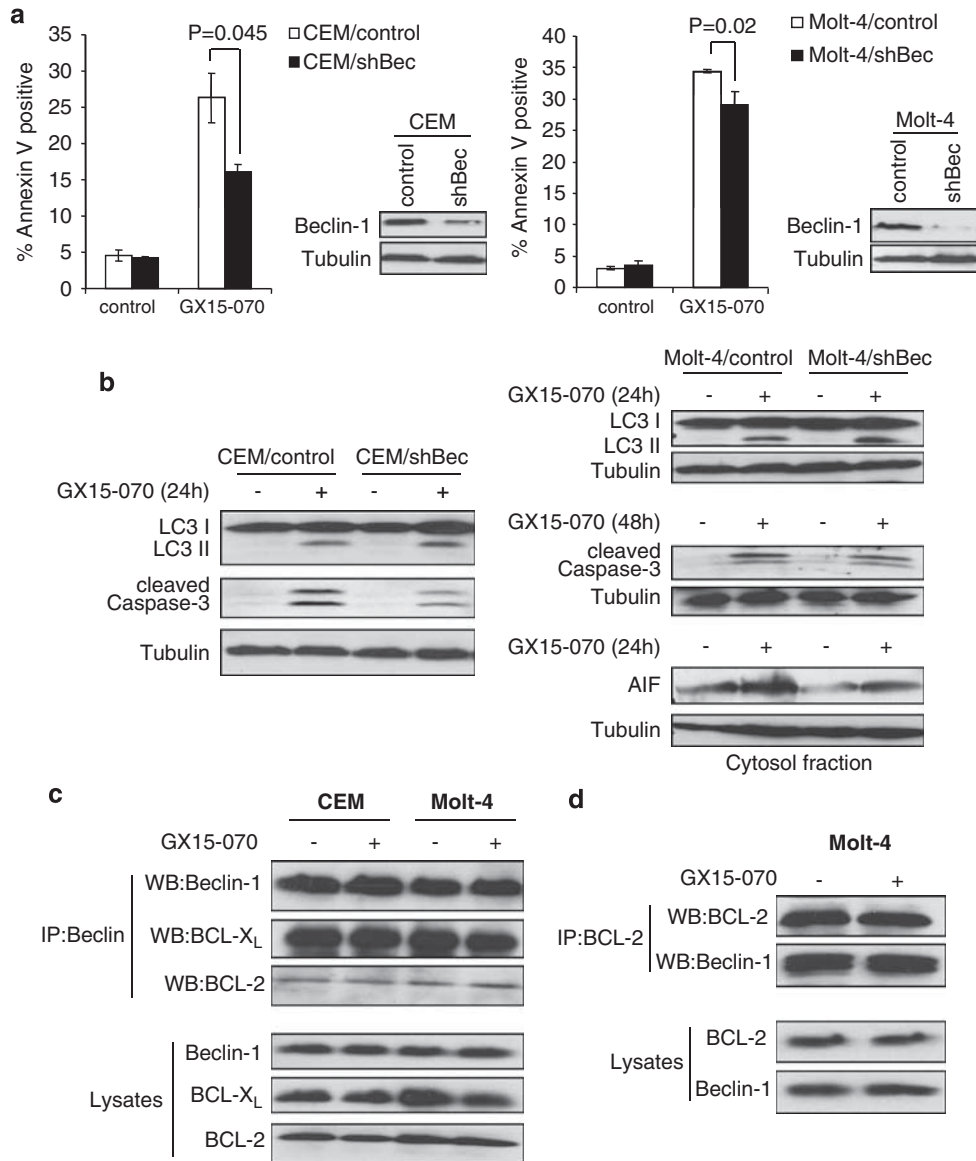 a
P=0.045
CEM/control
CEM/shBec
% Annexin V positive
35
30
25
20
15
10
5
0
control
GX15-070
CEM
control
shBec
Beclin-1
Tubulin
P=0.02
Molt-4/control
Molt-4/shBec
% Annexin V positive
40
35
30
25
20
15
10
5
0
control
GX15-070
Molt-4
control
shBec
Beclin-1
Tubulin
b
CEM/control CEM/shBec
GX15-070 (24h) - + - +
LC3 I
LC3 II
cleaved
Caspase-3
Tubulin
Molt-4/control Molt-4/shBec
GX15-070 (24h) - + - +
LC3 I
LC3 II
Tubulin
GX15-070 (48h) - + - +
cleaved
Caspase-3
Tubulin
GX15-070 (24h) - + - +
AIF
Tubulin
Cytosol fraction
c
CEM Molt-4
GX15-070 - + - +
IP:Beclin
WB:Beclin-1
WB:BCL-XL
WB:BCL-2
Lysates
Beclin-1
BCL-XL
BCL-2
d
Molt-4
GX15-070 - +
IP:BCL-2
WB:BCL-2
WB:Beclin-1
Lysates
BCL-2
Beclin-1